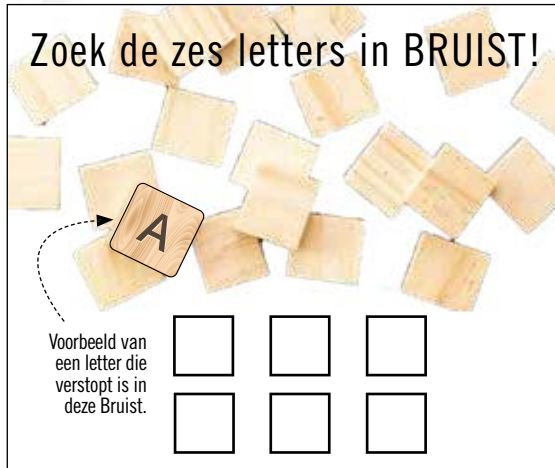 Zoek de zes letters in BRUIST!
A
Voorbeeld van
een letter die
verstopt is in
deze Bruist.